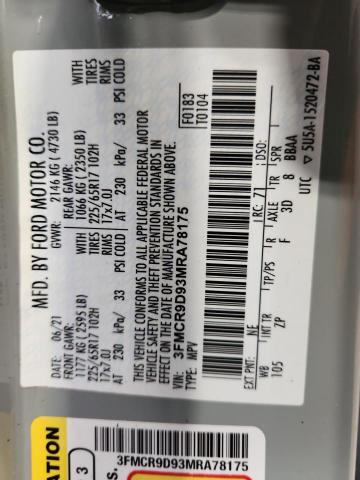 MFD. BY FORD MOTOR CO.
DATE: 06/21 GVWR: 2146 KG ( 4730 LB)
FRONT GAWR: REAR GAWR: WITH
1177 KG ( 2595 LB) 1066 KG ( 2350 LB) TIRES
225/65R17 102H 225/65R17 102H RIMS
17x7.0J 17x7.0J
AT 230 kPa/ 33 PSI COLD AT 230 kPa/ 33 PSI COLD
WITH
TIRES
RIMS
THIS VEHICLE CONFORMS TO ALL APPLICABLE FEDERAL MOTOR
VEHICLE SAFETY AND THEFT PREVENTION STANDARDS IN
EFFECT ON THE DATE OF MANUFACTURE SHOWN ABOVE.
VIN: 3FMCR9D93MRA78175
TYPE: MPV
F0183
T0104
EXT PNT: NE RC: 71 DSO:
WB INT TR TP/PS R AXLE TR SPR
105 ZP F 3D 8 BBAA
UTC ▽ 5U5A-1520472-BA
3FMCR9D93MRA78175